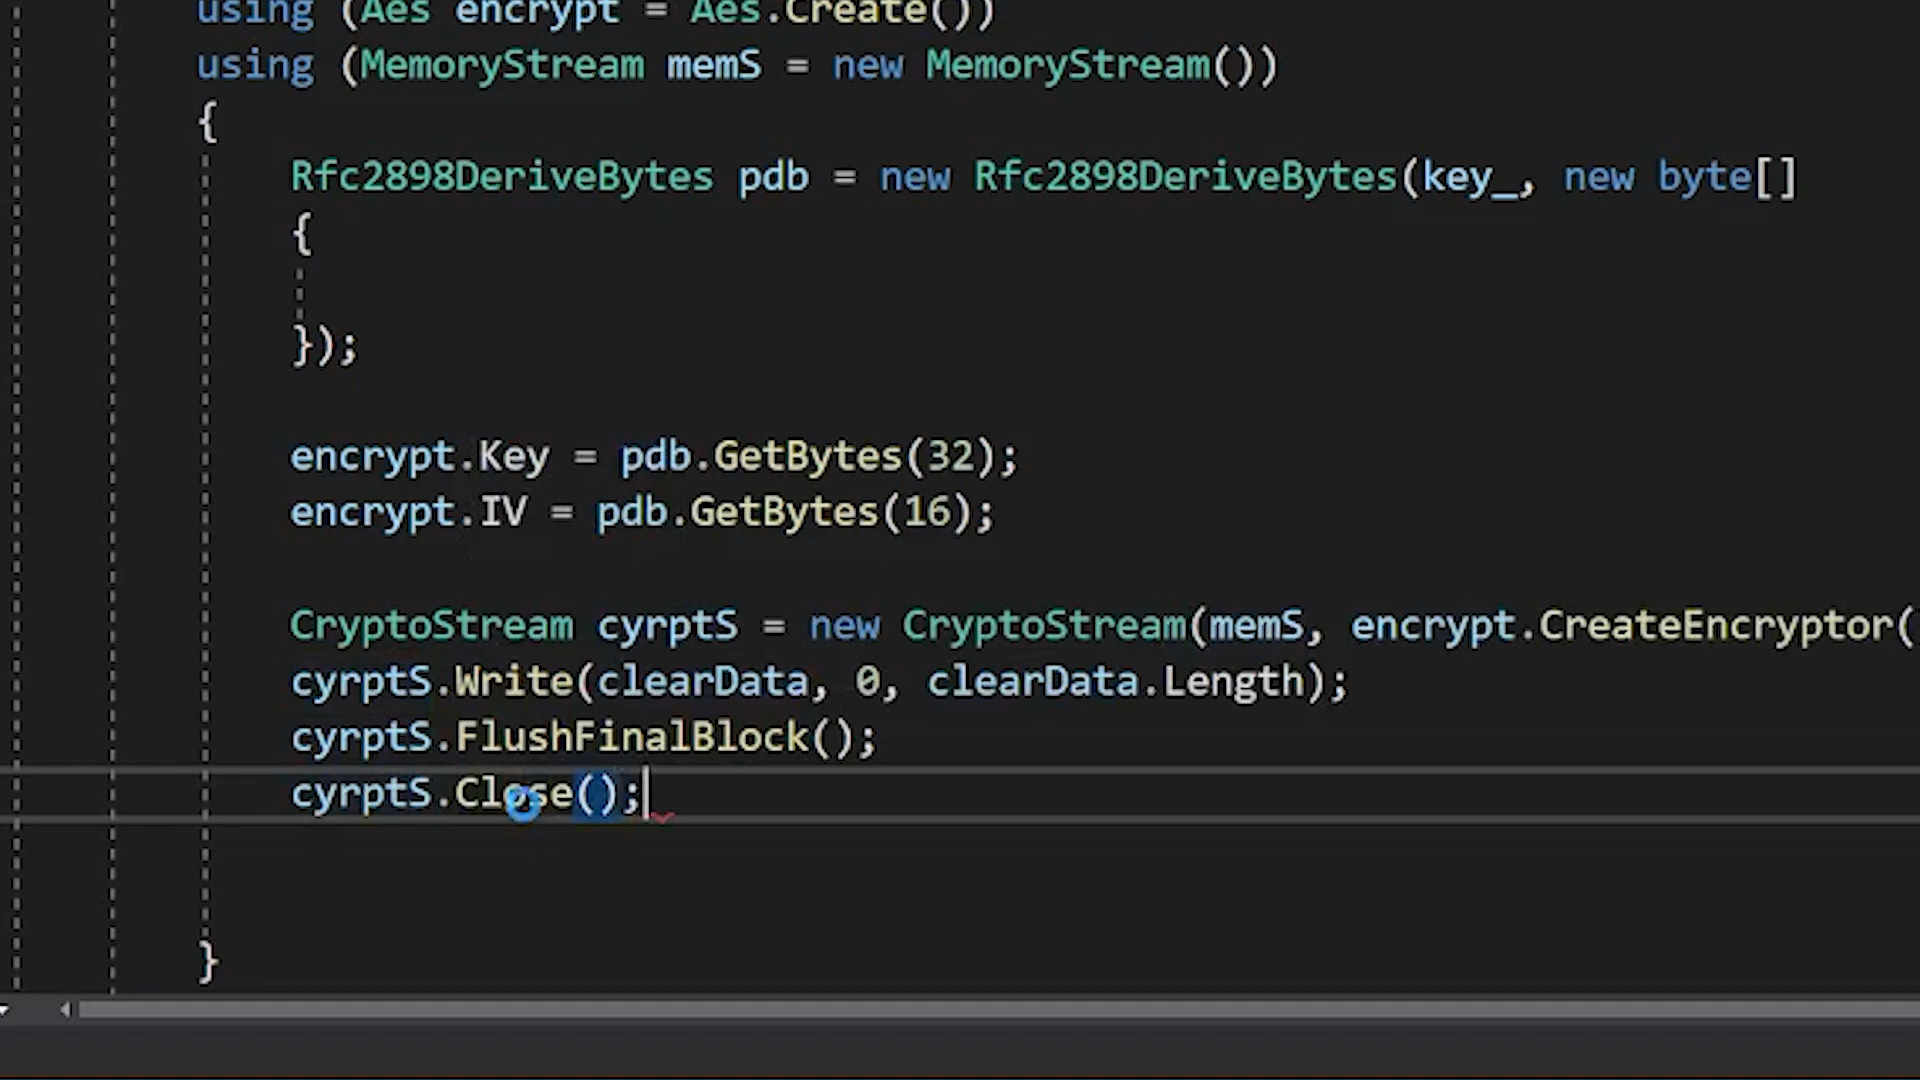 using (Aes encrypt = Aes.Create())
using (MemoryStream memS = new MemoryStream())
{
Rfc2898DeriveBytes pdb = new Rfc2898DeriveBytes(key_, new byte[]
{
});
encrypt.Key = pdb.GetBytes(32);
encrypt.IV = pdb.GetBytes(16);
CryptoStream cyrptS = new CryptoStream(memS, encrypt.CreateEncryptor(
cyrptS.Write(clearData, 0, clearData.Length);
cyrptS.FlushFinalBlock();
cyrptS.Close();
}